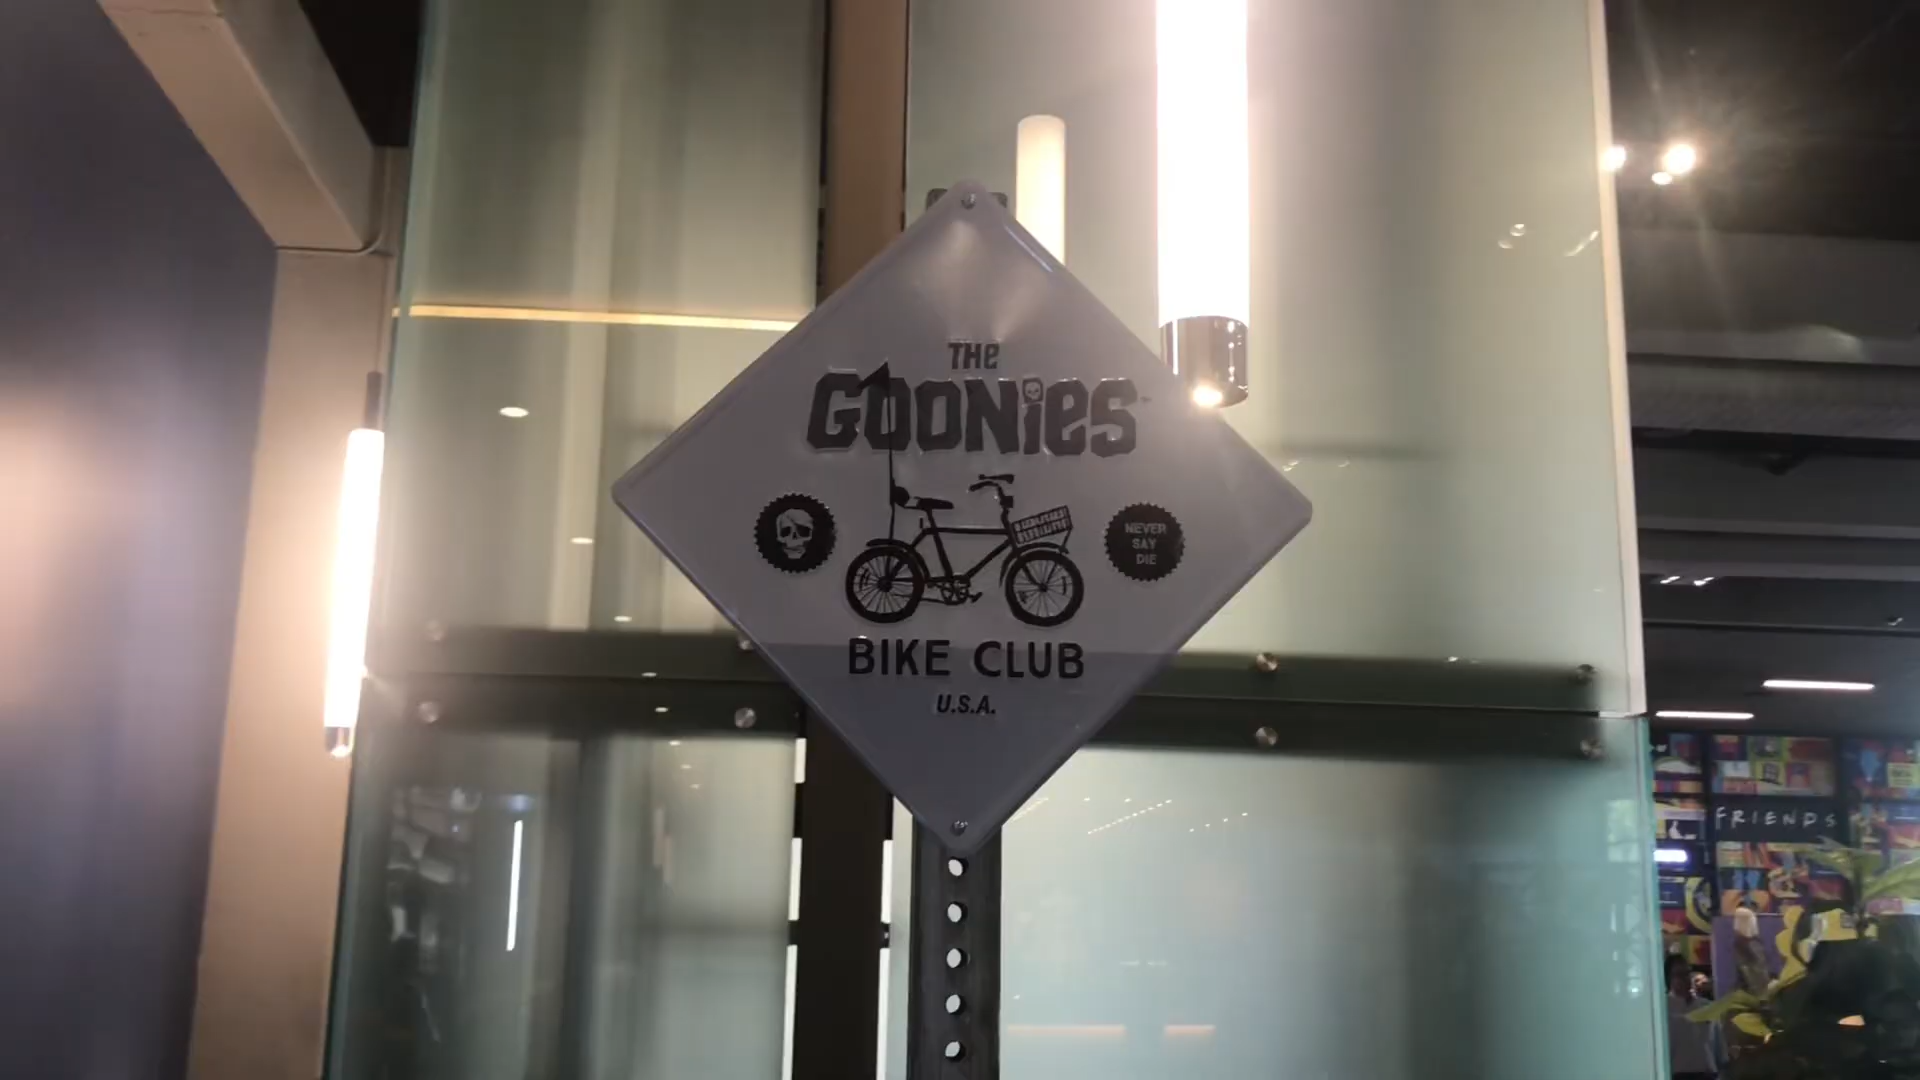 THE
GOONiES
NEVER
SAY
DIE
BIKE CLUB
U.S.A.
FRIENDS